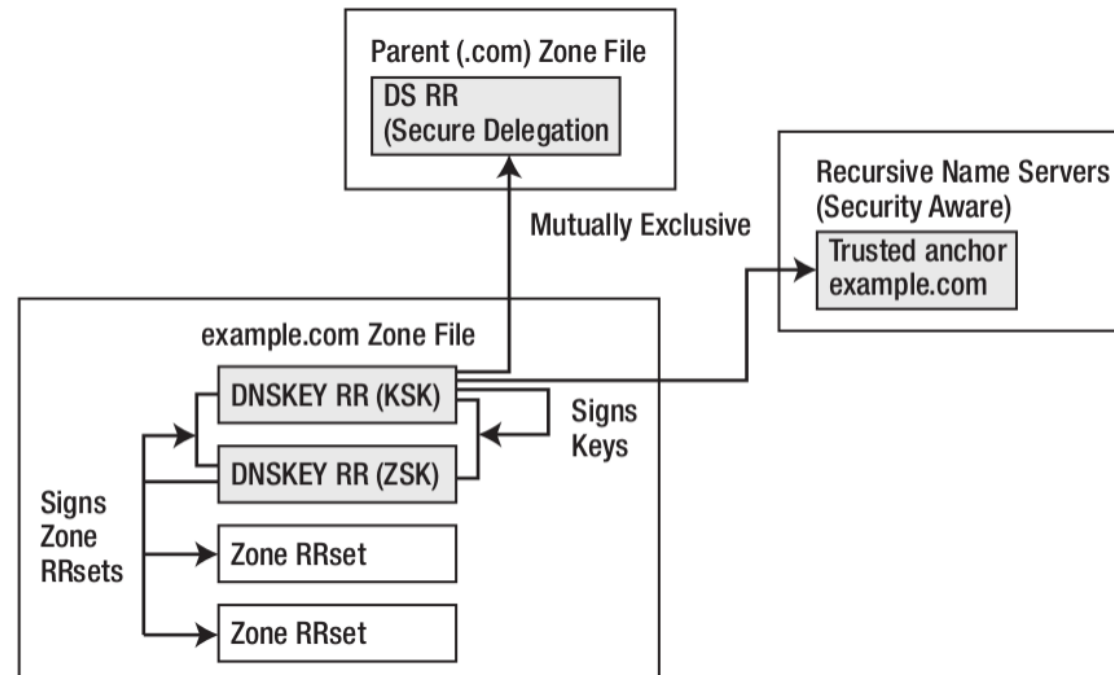 Parent (.com) Zone File
DS RR
(Secure Delegation
Recursive Name Servers
(Security Aware)
Trusted anchor
example.com
Mutually Exclusive
example.com Zone File
DNSKEY RR (KSK)
Signs
Keys
DNSKEY RR (ZSK)
Signs
Zone
RRsets
Zone RRset
Zone RRset